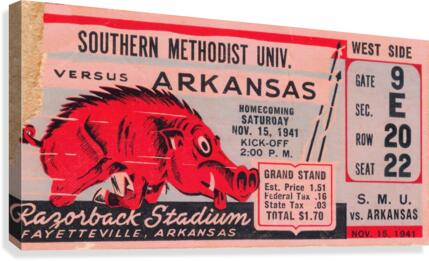 SOUTHERN METHODIST UNIV.
VERSUS ARKANSAS
HOMECOMING
SATURDAY
NOV. 15, 1941
KICK-OFF
2:00 P. M.
GRAND STAND
Est. Price 1.51
Federal Tax .16
State Tax .03
TOTAL $1.70
Razorback Stadium
FAYETTEVILLE, ARKANSAS
WEST SIDE
GATE 9
SEC. E
ROW 20
SEAT 22
S. M. U.
vs. ARKANSAS
NOV. 15, 1941